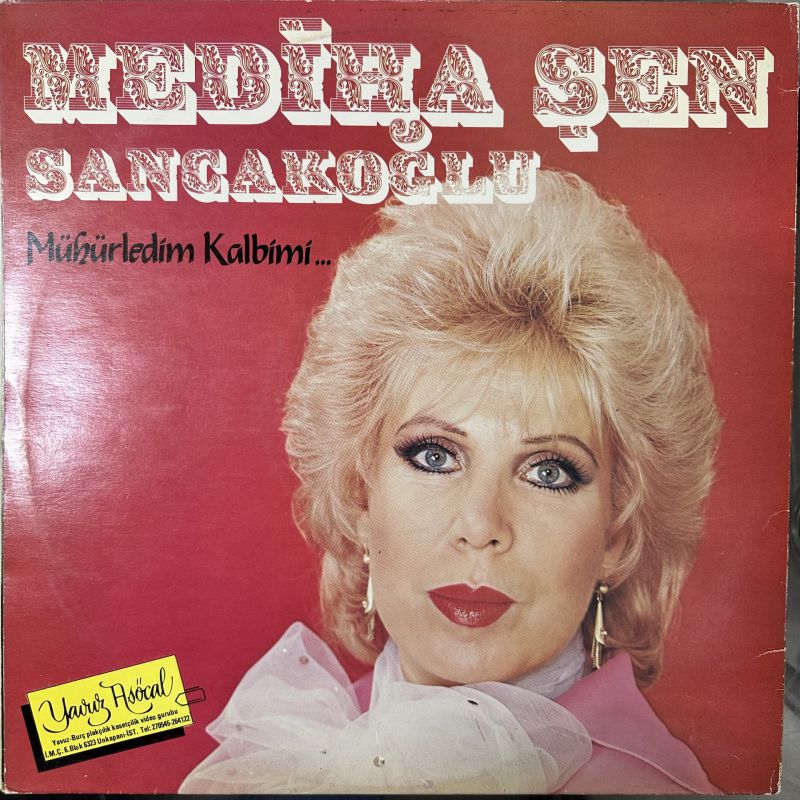 MEDİHA ŞEN
SANCAKOĞLU
Mühürledim Kalbimi...
Yavuz Asöcal
Yavuz-Burç plakçılık kasetçilik video gurubu
İ.M.Ç. 6.Blok 6323 Unkapanı-İST. Tel: 270545-264122